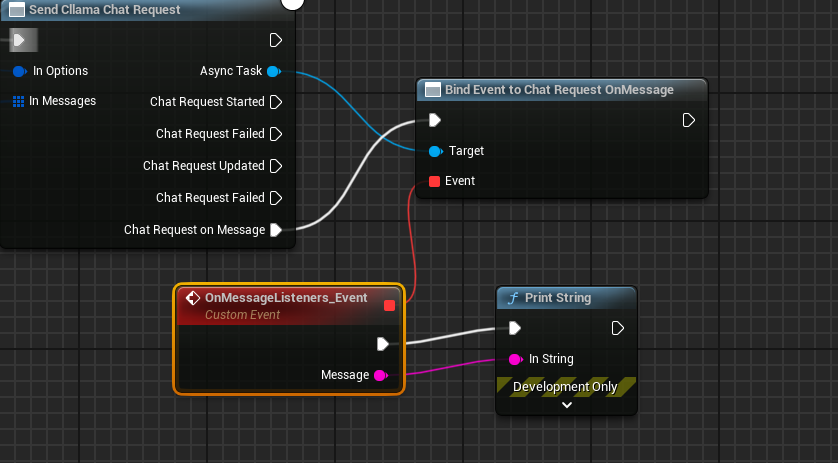 Send Cllama Chat Request
In Options
Async Task
In Messages
Chat Request Started
Chat Request Failed
Chat Request Updated
Chat Request Failed
Chat Request on Message
Bind Event to Chat Request OnMessage
Target
Event
OnMessageListeners_Event
Custom Event
Message
Print String
In String
Development Only